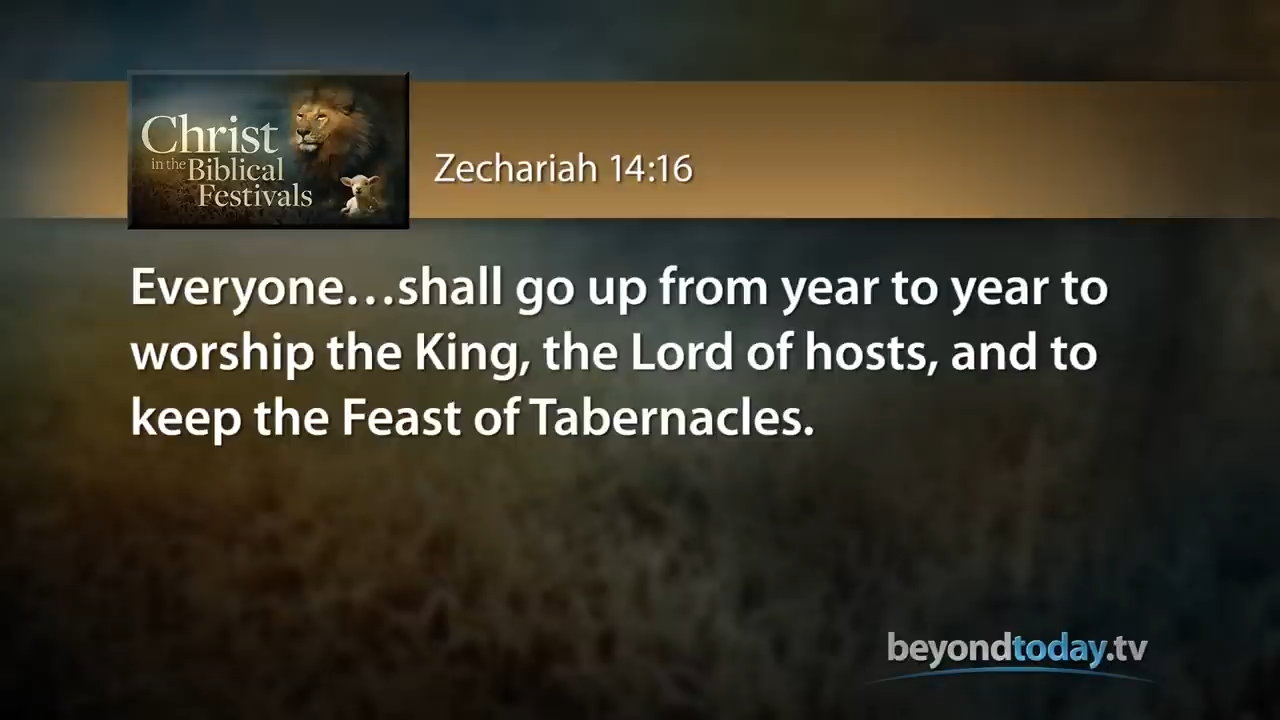 Christ
in the Biblical
Festivals
Zechariah 14:16
Everyone…shall go up from year to year to
worship the King, the Lord of hosts, and to
keep the Feast of Tabernacles.
beyondtoday.tv